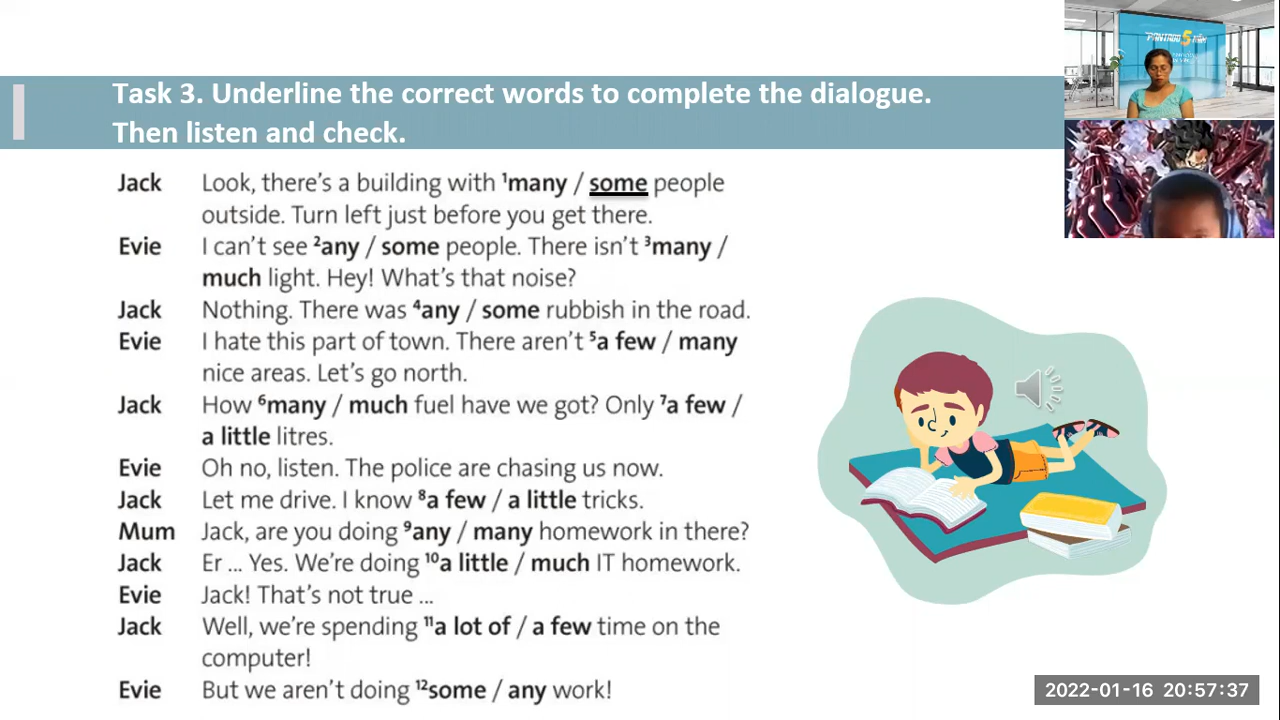 Task 3. Underline the correct words to complete the dialogue.
Then listen and check.
Jack Look, there's a building with ¹many / some people
outside. Turn left just before you get there.
Evie I can't see ²any / some people. There isn't ³many /
much light. Hey! What's that noise?
Jack Nothing. There was ⁴any / some rubbish in the road.
Evie I hate this part of town. There aren't ⁵a few / many
nice areas. Let's go north.
Jack How ⁶many / much fuel have we got? Only ⁷a few /
a little litres.
Evie Oh no, listen. The police are chasing us now.
Jack Let me drive. I know ⁸a few / a little tricks.
Mum Jack, are you doing ⁹any / many homework in there?
Jack Er ... Yes. We're doing ¹⁰a little / much IT homework.
Evie Jack! That's not true ...
Jack Well, we're spending ¹¹a lot of / a few time on the
computer!
Evie But we aren't doing ¹²some / any work!
2022-01-16 20:57:37